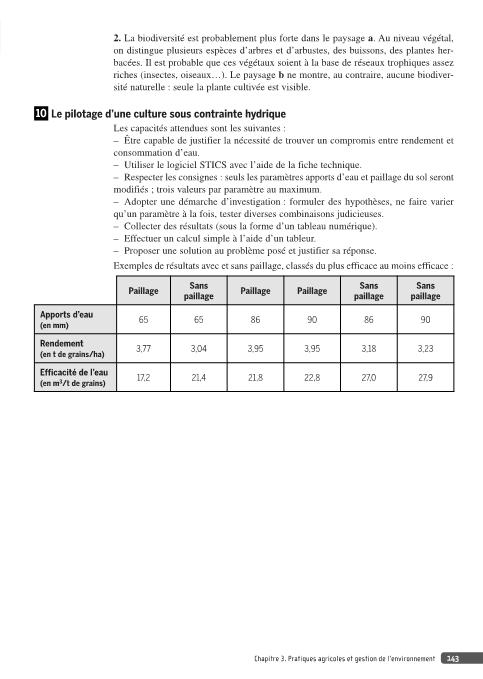 2. La biodiversité est probablement plus forte dans le paysage a. Au niveau végétal,
on distingue plusieurs espèces d'arbres et d'arbustes, des buissons, des plantes her-
bacées. Il est probable que ces végétaux soient à la base de réseaux trophiques assez
riches (insectes, oiseaux…). Le paysage b ne montre, au contraire, aucune biodiver-
sité naturelle : seule la plante cultivée est visible.
10 Le pilotage d'une culture sous contrainte hydrique
Les capacités attendues sont les suivantes :
– Être capable de justifier la nécessité de trouver un compromis entre rendement et
consommation d'eau.
– Utiliser le logiciel STICS avec l'aide de la fiche technique.
– Respecter les consignes : seuls les paramètres apports d'eau et paillage du sol seront
modifiés ; trois valeurs par paramètre au maximum.
– Adopter une démarche d'investigation : formuler des hypothèses, ne faire varier
qu'un paramètre à la fois, tester diverses combinaisons judicieuses.
– Collecter des résultats (sous la forme d'un tableau numérique).
– Effectuer un calcul simple à l'aide d'un tableur.
– Proposer une solution au problème posé et justifier sa réponse.
Exemples de résultats avec et sans paillage, classés du plus efficace au moins efficace :
Paillage Sans paillage Paillage Paillage Sans paillage Sans paillage
Apports d'eau (en mm) 65 65 86 90 86 90
Rendement (en t de grains/ha) 3,77 3,04 3,95 3,95 3,18 3,23
Efficacité de l'eau (en m³/t de grains) 17,2 21,4 21,8 22,8 27,0 27,9
Chapitre 3. Pratiques agricoles et gestion de l'environnement 143